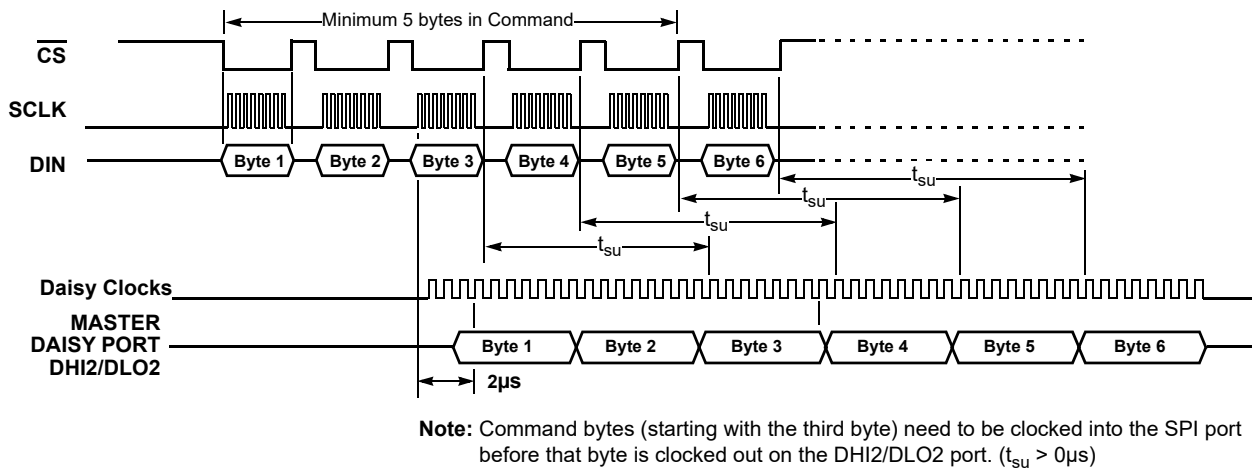 Minimum 5 bytes in Command
CS
SCLK
DIN
Byte 1 Byte 2 Byte 3 Byte 4 Byte 5 Byte 6
tsu
tsu
tsu
tsu
Daisy Clocks
MASTER
DAISY PORT
DHI2/DLO2
Byte 1 Byte 2 Byte 3 Byte 4 Byte 5 Byte 6
2µs
Note: Command bytes (starting with the third byte) need to be clocked into the SPI port
before that byte is clocked out on the DHI2/DLO2 port. (tsu > 0µs)